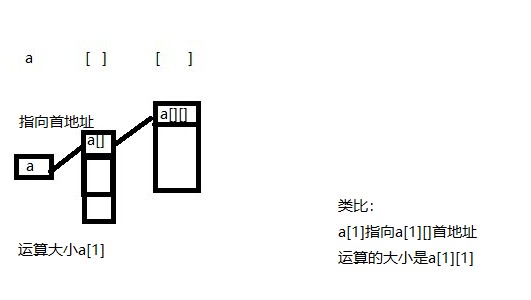 a [ ] [ ]
指向首地址
a[][]
a[]
a
运算大小a[1]
类比：
a[1]指向a[1][]首地址
运算的大小是a[1][1]